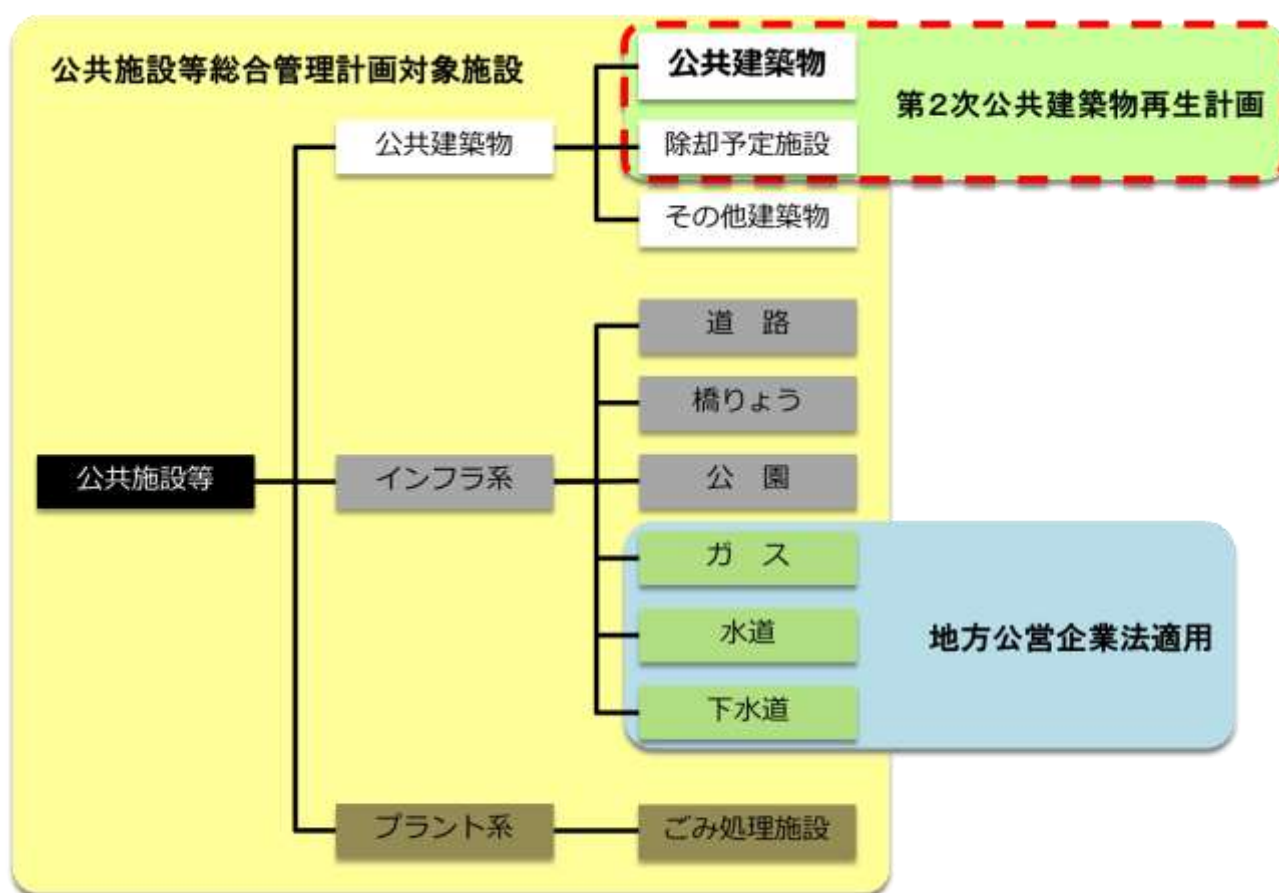 公共施設等総合管理計画対象施設
公共建築物
第2次公共建築物再生計画
公共建築物
除却予定施設
その他建築物
道　路
橋りょう
公共施設等
インフラ系
公　園
ガ　ス
水道
地方公営企業法適用
下水道
プラント系
ごみ処理施設